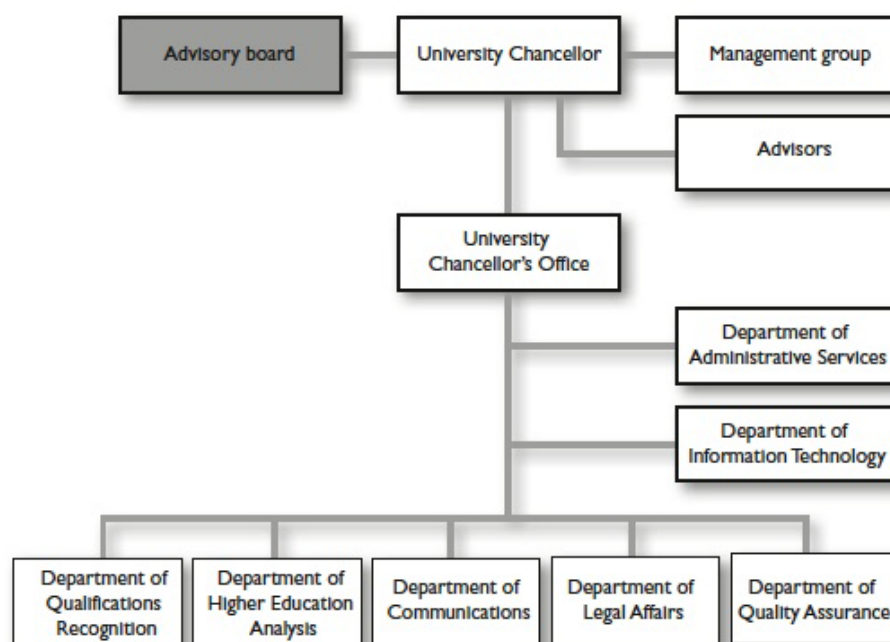 Advisory board
University Chancellor
Management group
Advisors
University
Chancellor's Office
Department of
Administrative Services
Department of
Information Technology
Department of
Qualifications
Recognition
Department of
Higher Education
Analysis
Department of
Communications
Department of
Legal Affairs
Department of
Quality Assurance